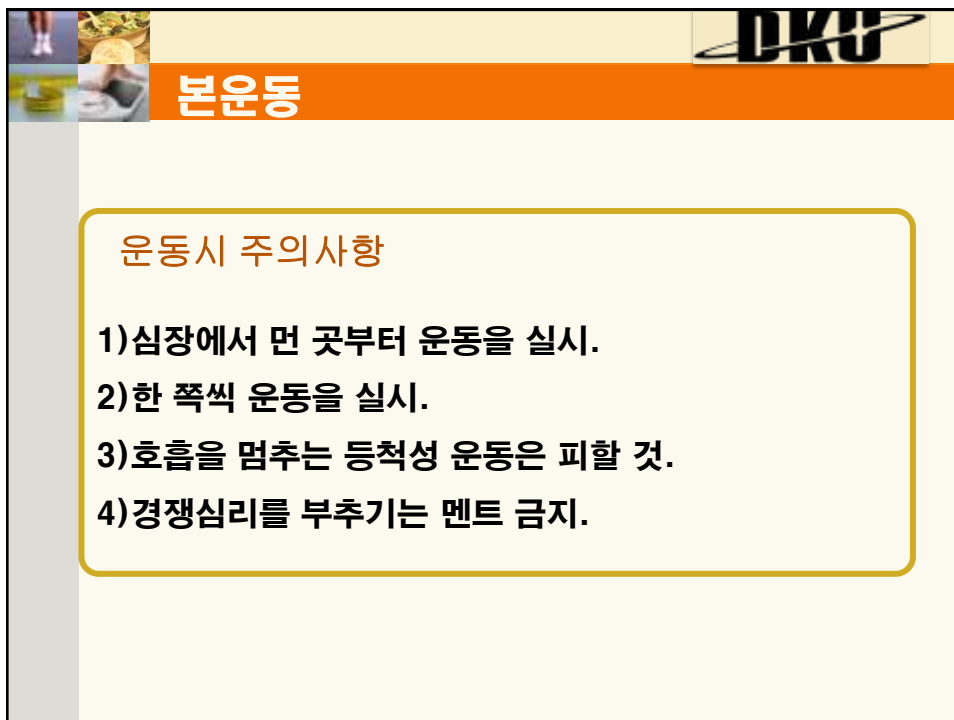 DKU
본운동
운동시 주의사항
1)심장에서 먼 곳부터 운동을 실시.
2)한 쪽씩 운동을 실시.
3)호흡을 멈추는 등척성 운동은 피할 것.
4)경쟁심리를 부추기는 멘트 금지.